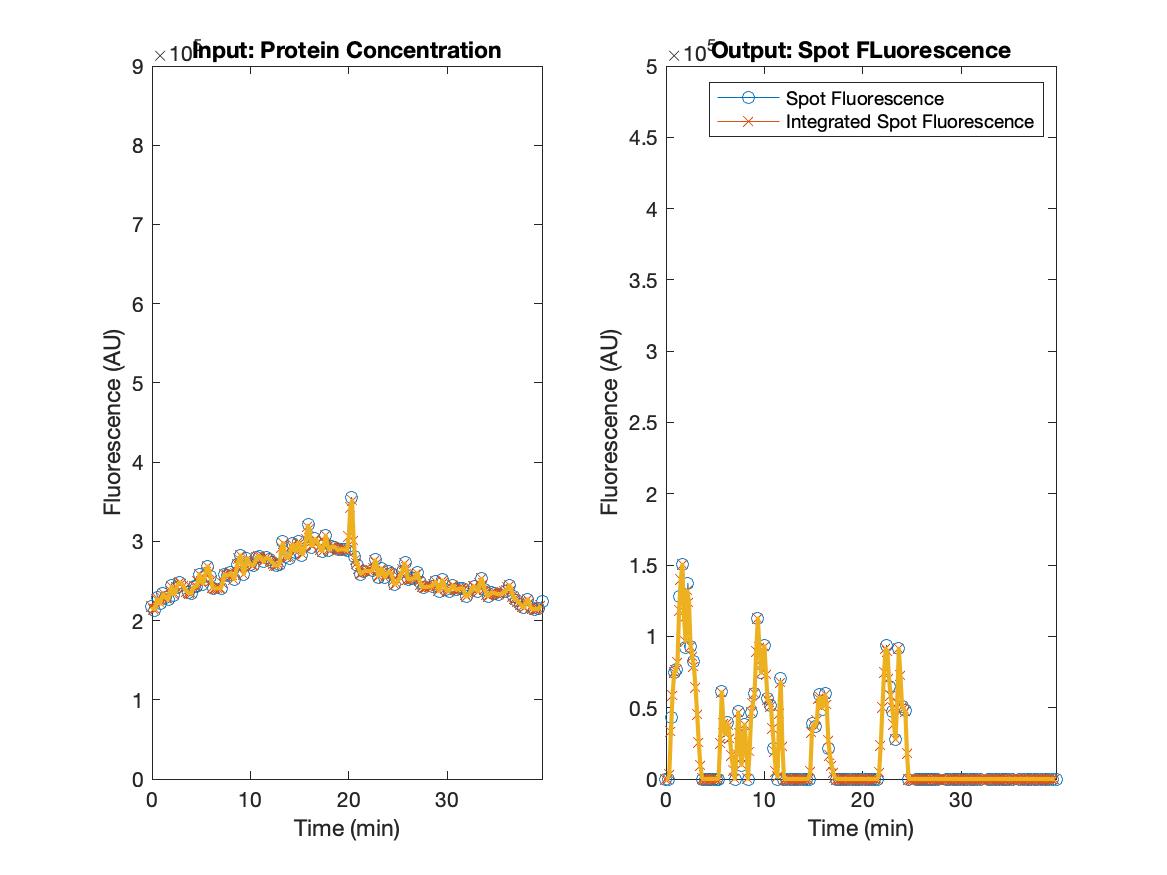 ×10⁵
Input: Protein Concentration
9
8
7
6
5
4
3
2
1
0
Fluorescence (AU)
0 10 20 30
Time (min)
×10⁵
Output: Spot FLuorescence
Spot Fluorescence
Integrated Spot Fluorescence
5
4.5
4
3.5
3
2.5
2
1.5
1
0.5
0
Fluorescence (AU)
0 10 20 30
Time (min)